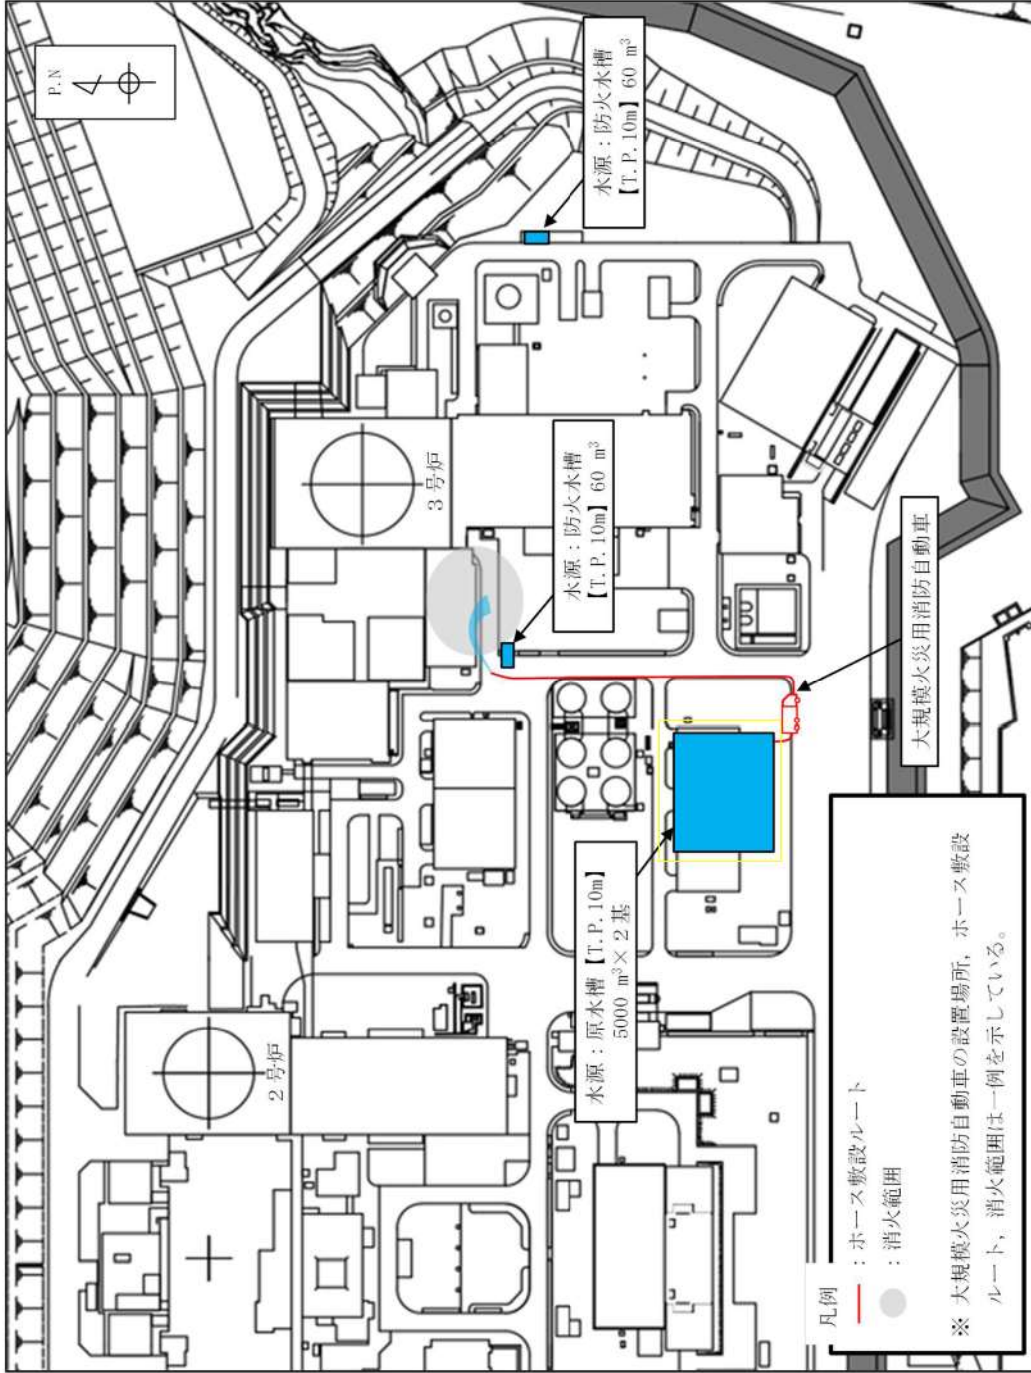 P.N
水源：防火水槽
【T.P.10m】60 m³
3号炉
水源：防火水槽
【T.P.10m】60 m³
2号炉
水源：原水槽【T.P.10m】
5000 m³×２基
大規模火災用消防自動車
凡例
：ホース敷設ルート
：消火範囲
※ 大規模火災用消防自動車の設置場所，ホース敷設
ルート，消火範囲は一例を示している。